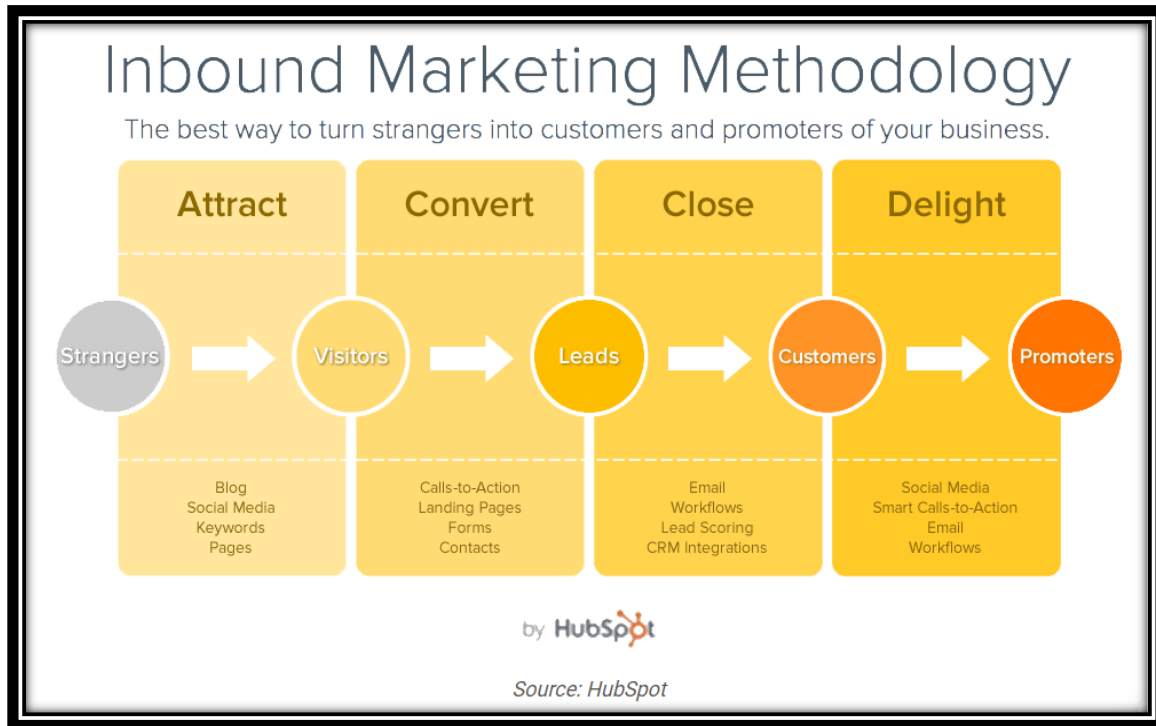 Inbound Marketing Methodology
The best way to turn strangers into customers and promoters of your business.
Attract
Convert
Close
Delight
Strangers
Visitors
Leads
Customers
Promoters
Blog
Social Media
Keywords
Pages
Calls-to-Action
Landing Pages
Forms
Contacts
Email
Workflows
Lead Scoring
CRM Integrations
Social Media
Smart Calls-to-Action
Email
Workflows
by HubSpot
Source: HubSpot